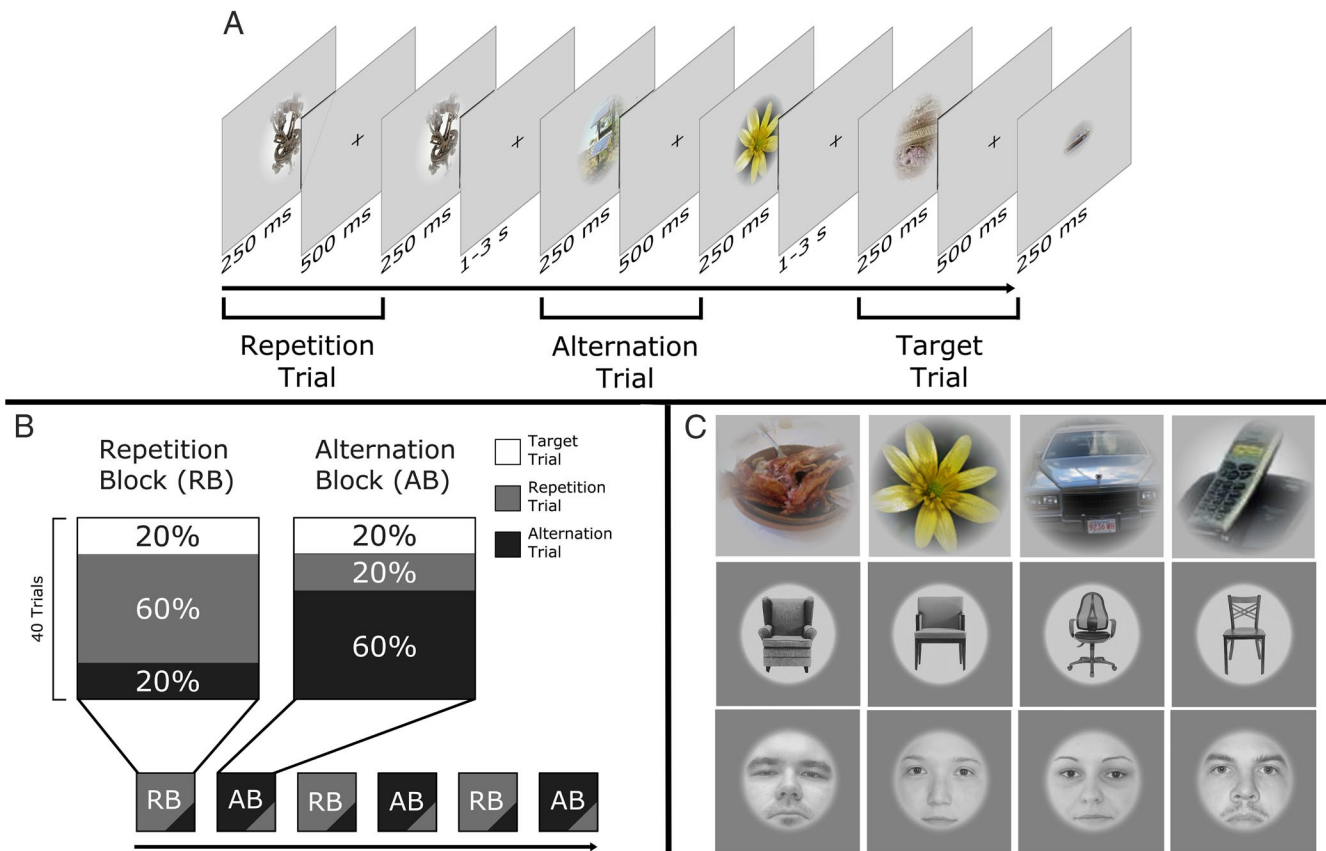 A
250 ms
500 ms
250 ms
1-3 s
250 ms
500 ms
250 ms
1-3 s
250 ms
500 ms
250 ms
Repetition
Trial
Alternation
Trial
Target
Trial
B
Repetition
Block (RB)
Alternation
Block (AB)
Target
Trial
Repetition
Trial
Alternation
Trial
40 Trials
20%
60%
20%
20%
20%
60%
RB
AB
RB
AB
RB
AB
C